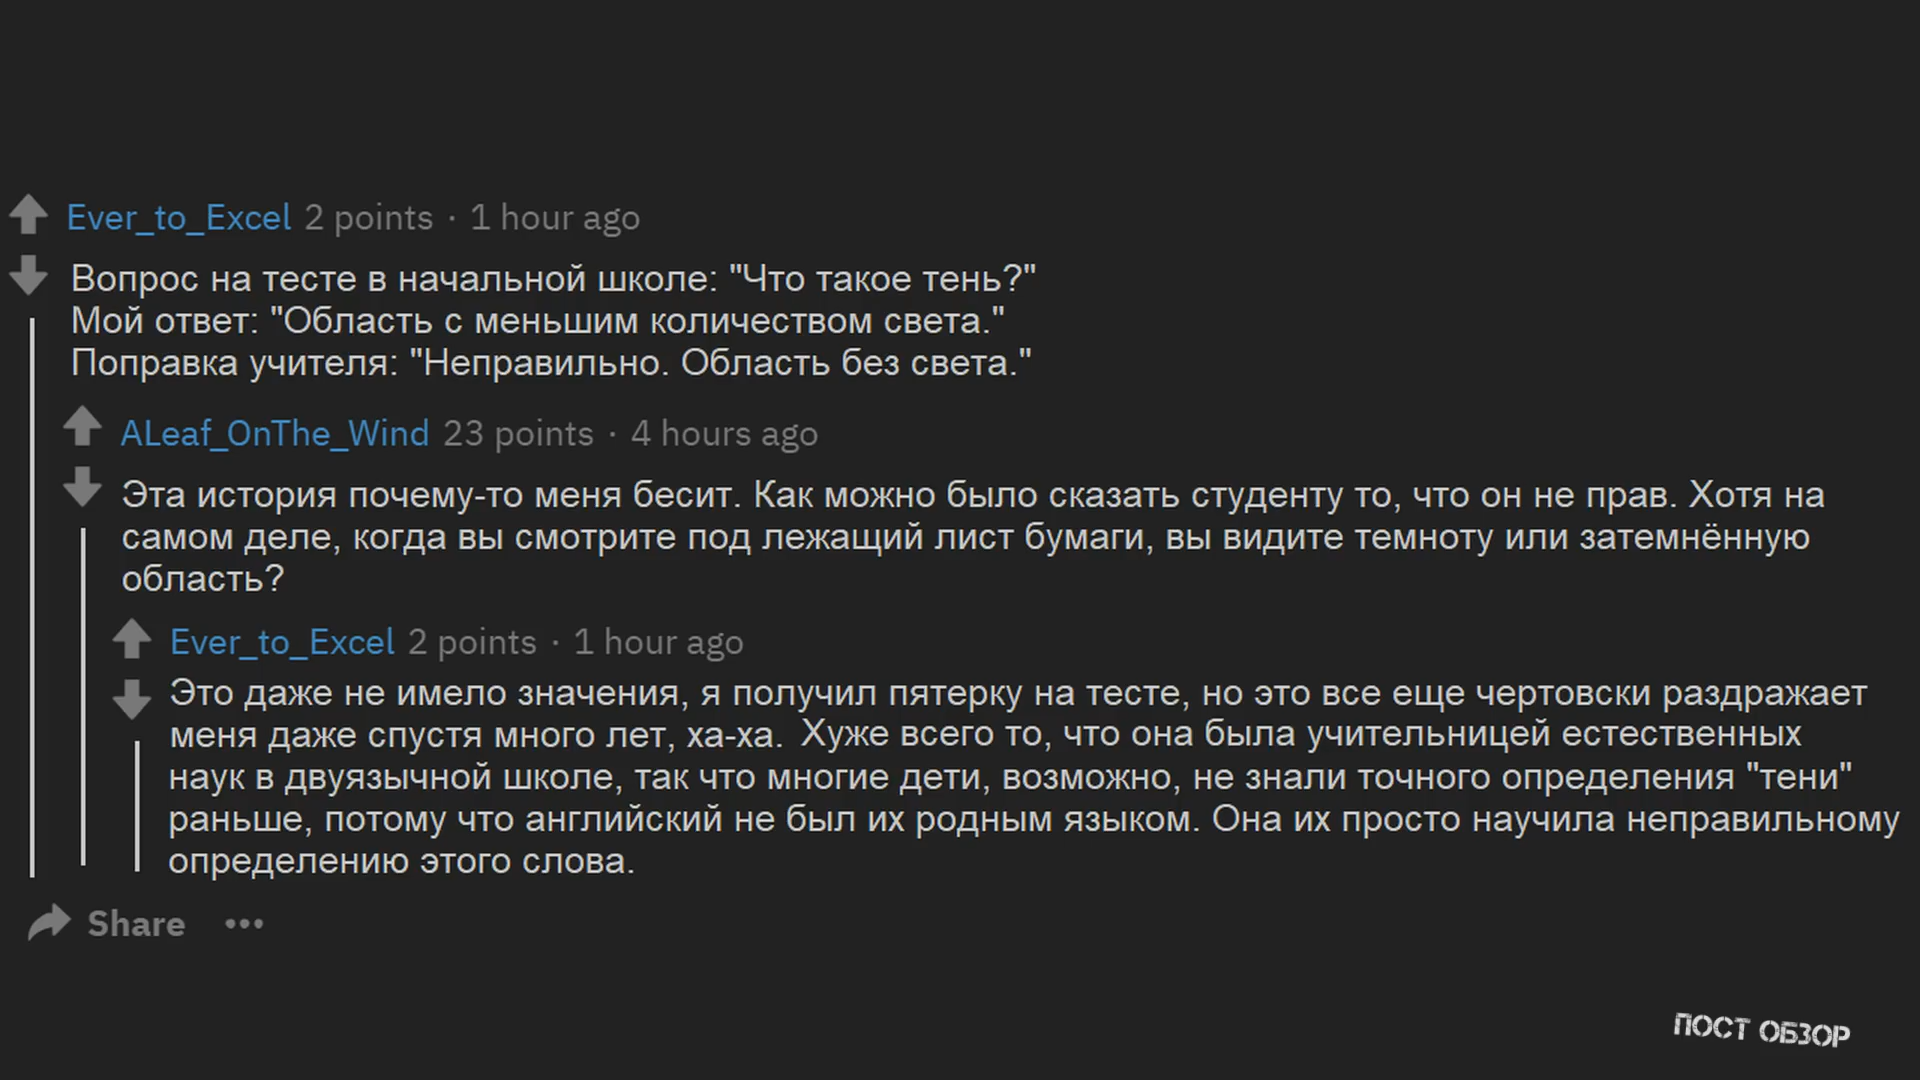 Ever_to_Excel 2 points · 1 hour ago
Вопрос на тесте в начальной школе: "Что такое тень?"
Мой ответ: "Область с меньшим количеством света."
Поправка учителя: "Неправильно. Область без света."
ALeaf_OnThe_Wind 23 points · 4 hours ago
Эта история почему-то меня бесит. Как можно было сказать студенту то, что он не прав. Хотя на
самом деле, когда вы смотрите под лежащий лист бумаги, вы видите темноту или затемнённую
область?
Ever_to_Excel 2 points · 1 hour ago
Это даже не имело значения, я получил пятерку на тесте, но это все еще чертовски раздражает
меня даже спустя много лет, ха-ха. Хуже всего то, что она была учительницей естественных
наук в двуязычной школе, так что многие дети, возможно, не знали точного определения "тени"
раньше, потому что английский не был их родным языком. Она их просто научила неправильному
определению этого слова.
Share ···
ПОСТ ОБЗОР